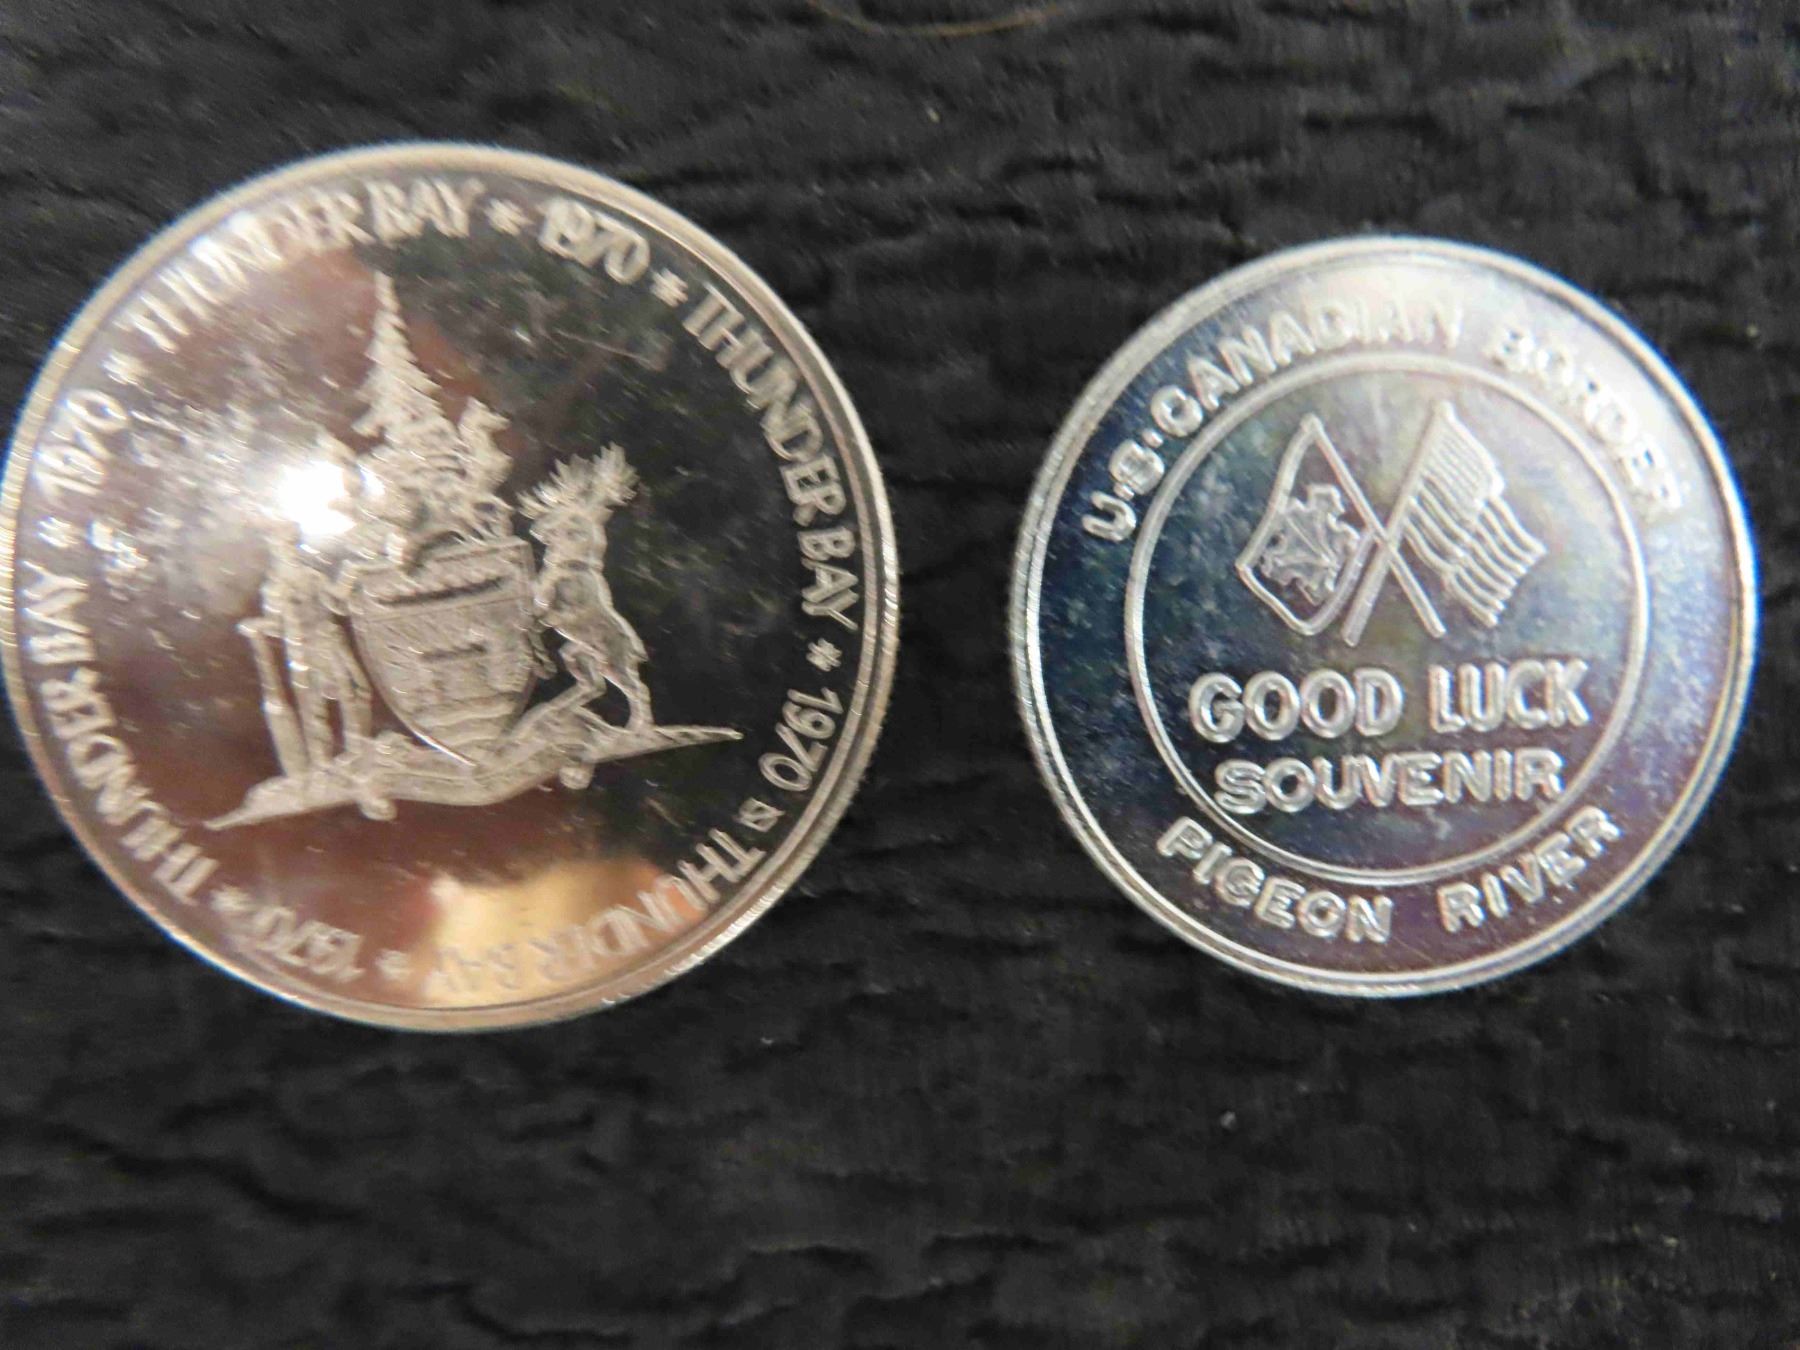 THUNDER BAY * 1970 * THUNDER BAY * 1970 * THUNDER BAY * 1970 * THUNDER BAY * 1970 *
U·S·CANADIAN BORDER
GOOD LUCK
SOUVENIR
PIGEON RIVER